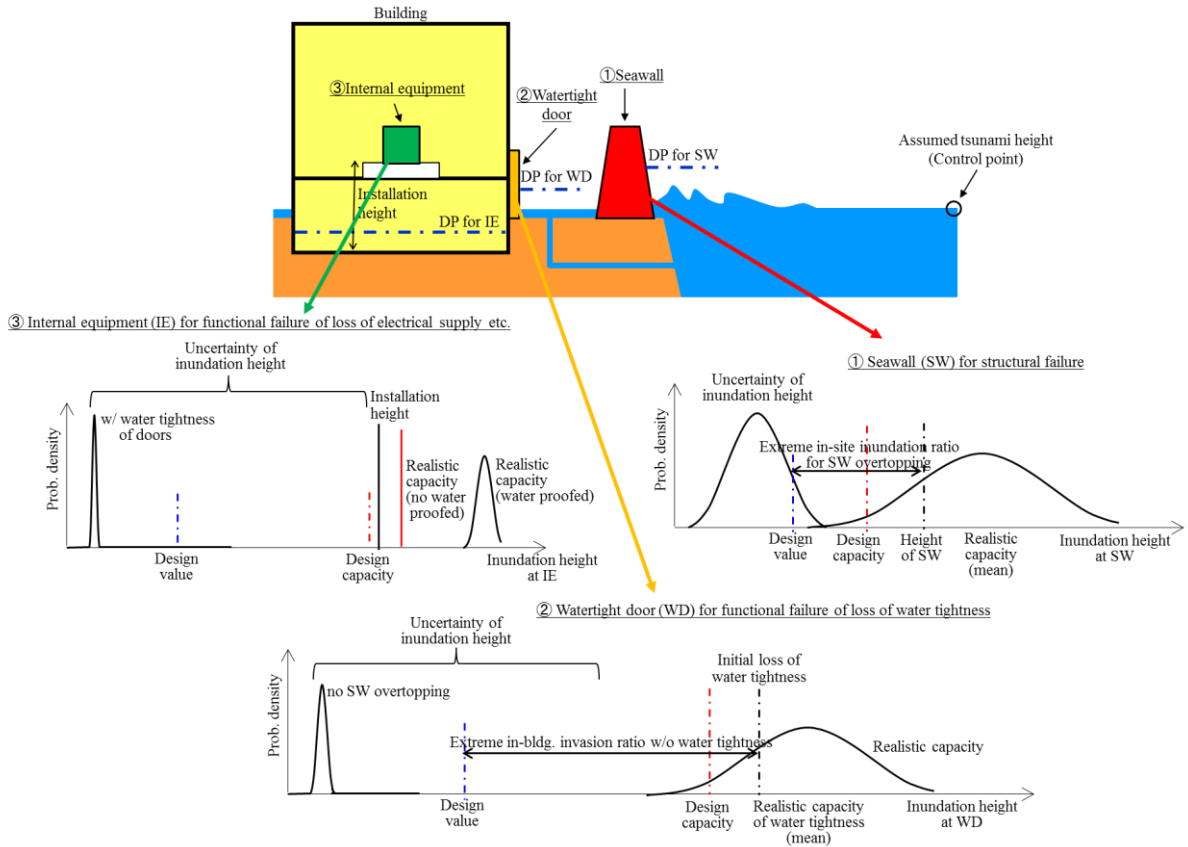 Building
①Seawall
③Internal equipment
②Watertight
door
Assumed tsunami height
(Control point)
DP for SW
DP for WD
Installation
height
DP for IE
③ Internal equipment (IE) for functional failure of loss of electrical supply etc.
Uncertainty of
inundation height
Installation
height
w/ water tightness
of doors
Prob. density
Realistic
capacity
(no water
proofed)
Realistic
capacity
(water proofed)
Design
value
Design
capacity
Inundation height
at IE
① Seawall (SW) for structural failure
Uncertainty of
inundation height
Prob. density
Extreme in-site inundation ratio
for SW overtopping
Design
value
Design
capacity
Height
of SW
Realistic
capacity
(mean)
Inundation height
at SW
② Watertight door (WD) for functional failure of loss of water tightness
Uncertainty of
inundation height
Initial loss of
water tightness
Prob. density
no SW overtopping
Extreme in-bldg. invasion ratio w/o water tightness
Realistic capacity
Design
value
Design
capacity
Realistic capacity
of water tightness
(mean)
Inundation height
at WD